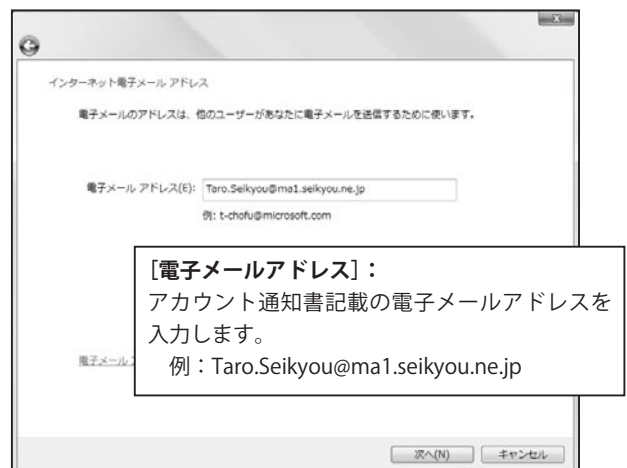 インターネット電子メール アドレス
電子メールのアドレスは、他のユーザーがあなたに電子メールを送信するために使います。
電子メール アドレス(E): Taro.Seikyou@ma1.seikyou.ne.jp
例: t-chofu@microsoft.com
［電子メールアドレス］：
アカウント通知書記載の電子メールアドレスを
入力します。
例：Taro.Seikyou@ma1.seikyou.ne.jp
電子メール
次へ(N) キャンセル